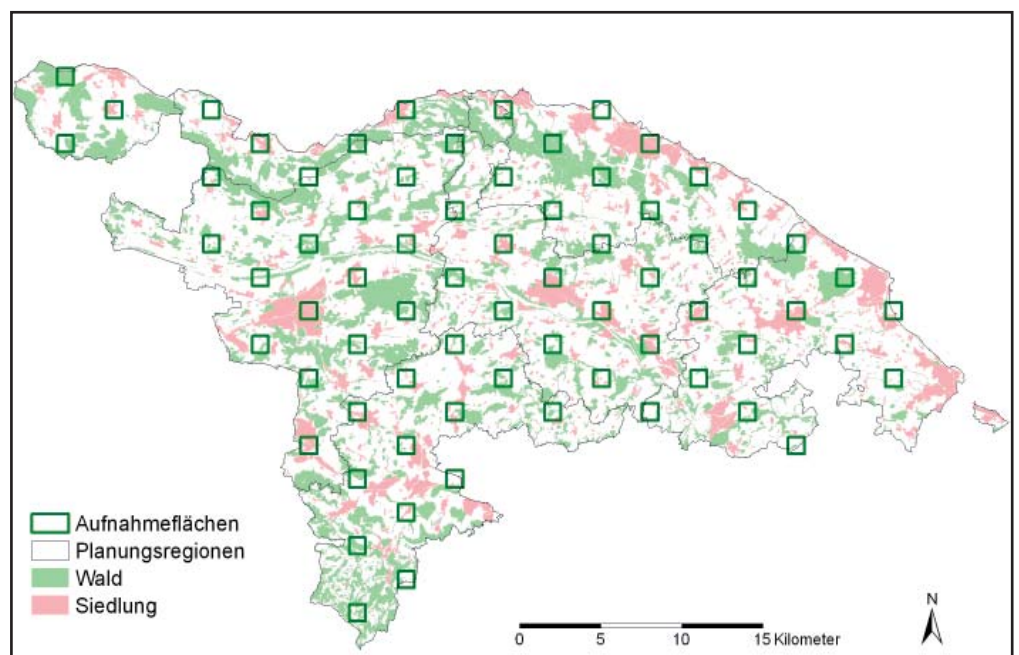 Aufnahmeflächen
Planungsregionen
Wald
Siedlung
N
0 5 10 15 Kilometer